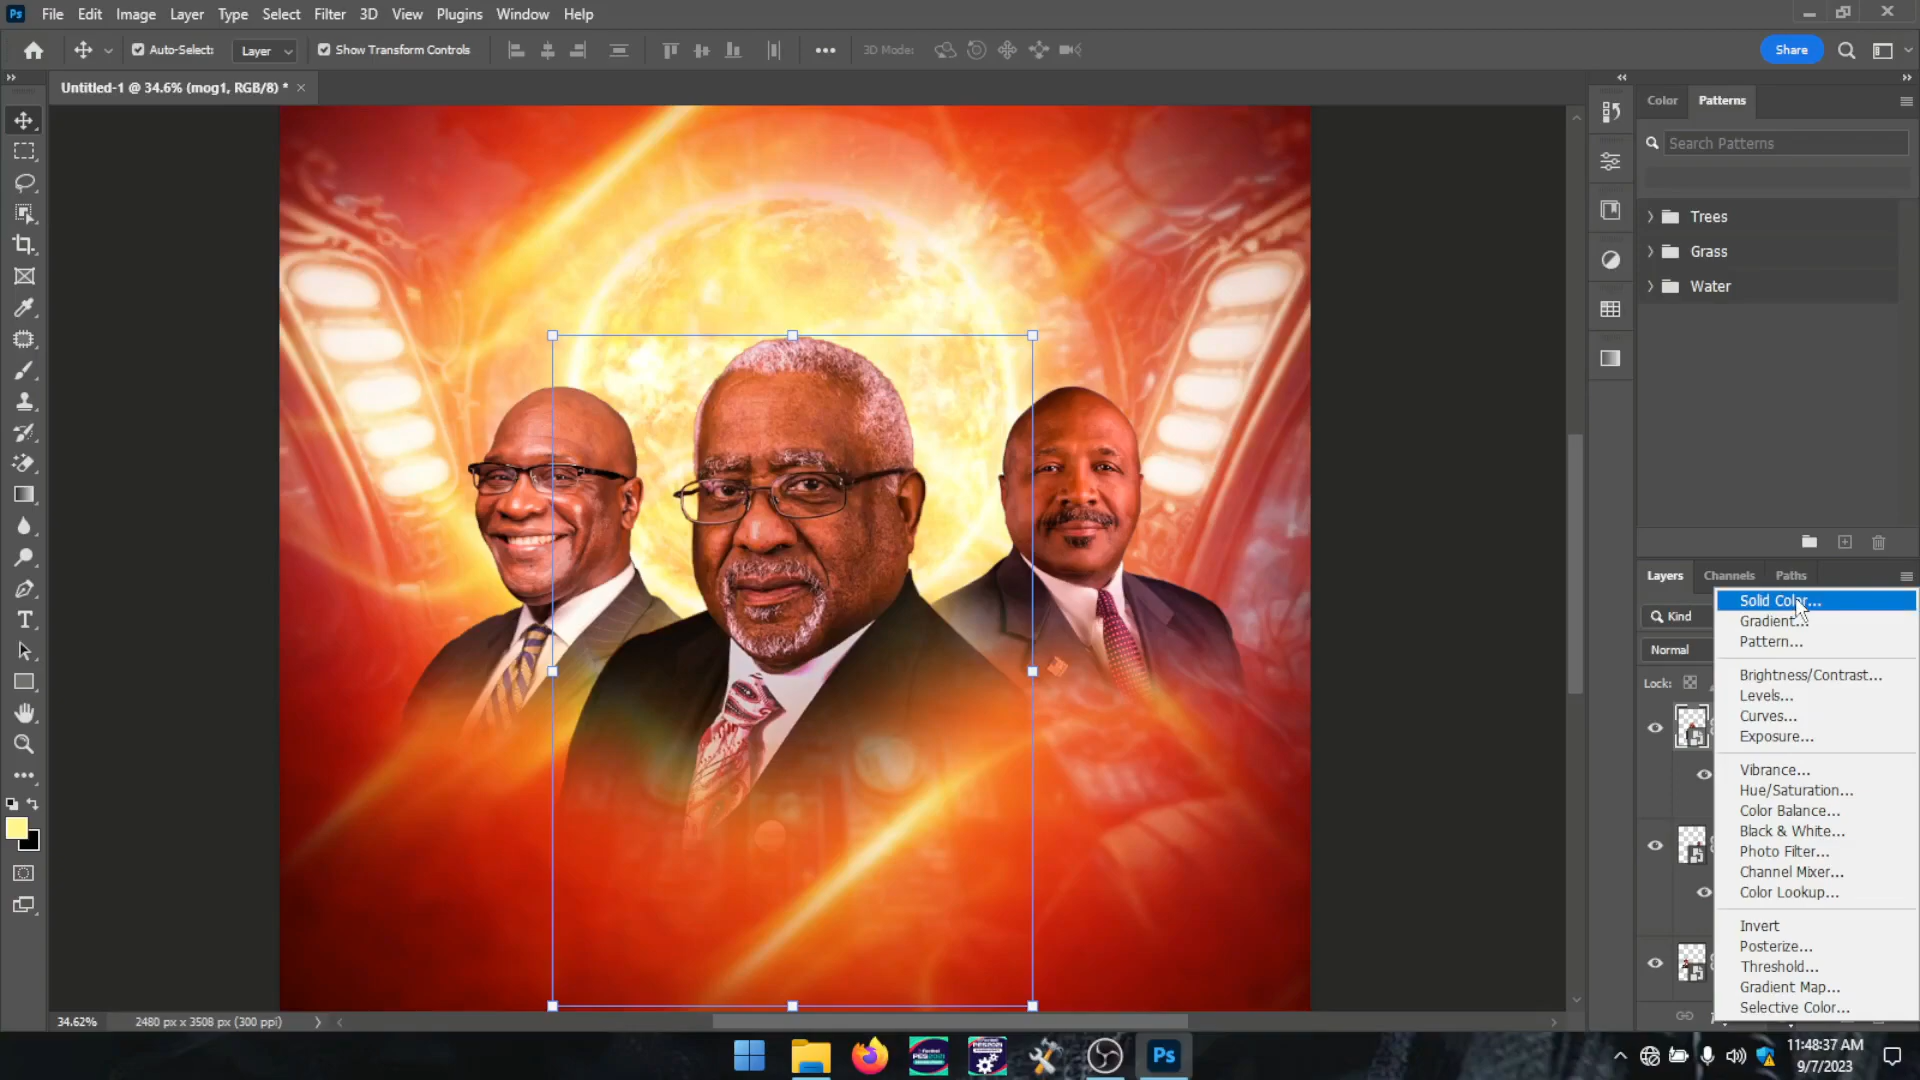 Ps File Edit Image Layer Type Select Filter 3D View Plugins Window Help
Auto-Select: Layer Show Transform Controls 3D Mode: Share
Untitled-1 @ 34.6% (mog1, RGB/8) *
Color Patterns
Search Patterns
Trees
Grass
Water
Layers Channels Paths
Kind
Normal
Lock:
Solid Color...
Gradient...
Pattern...
Brightness/Contrast...
Levels...
Curves...
Exposure...
Vibrance...
Hue/Saturation...
Color Balance...
Black & White...
Photo Filter...
Channel Mixer...
Color Lookup...
Invert
Posterize...
Threshold...
Gradient Map...
Selective Color...
34.62% 2480 px x 3508 px (300 ppi)
PES2021 PES2021 Ps
11:48:37 AM
9/7/2023